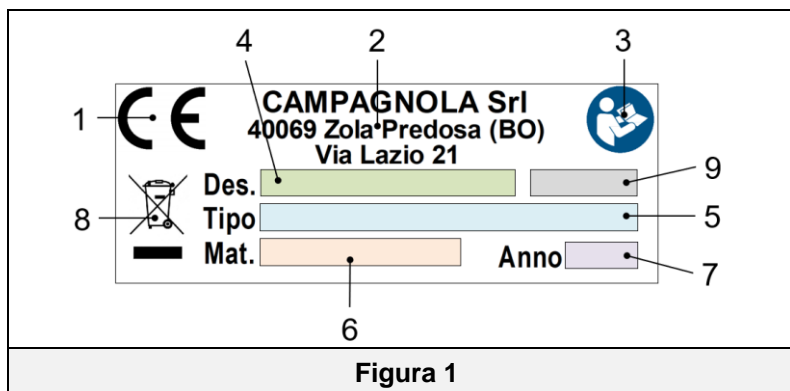 4 2 3
1 CE CAMPAGNOLA Srl
40069 Zola Predosa (BO)
Via Lazio 21
Des. 9
8 Tipo 5
Mat. Anno 7
6
Figura 1